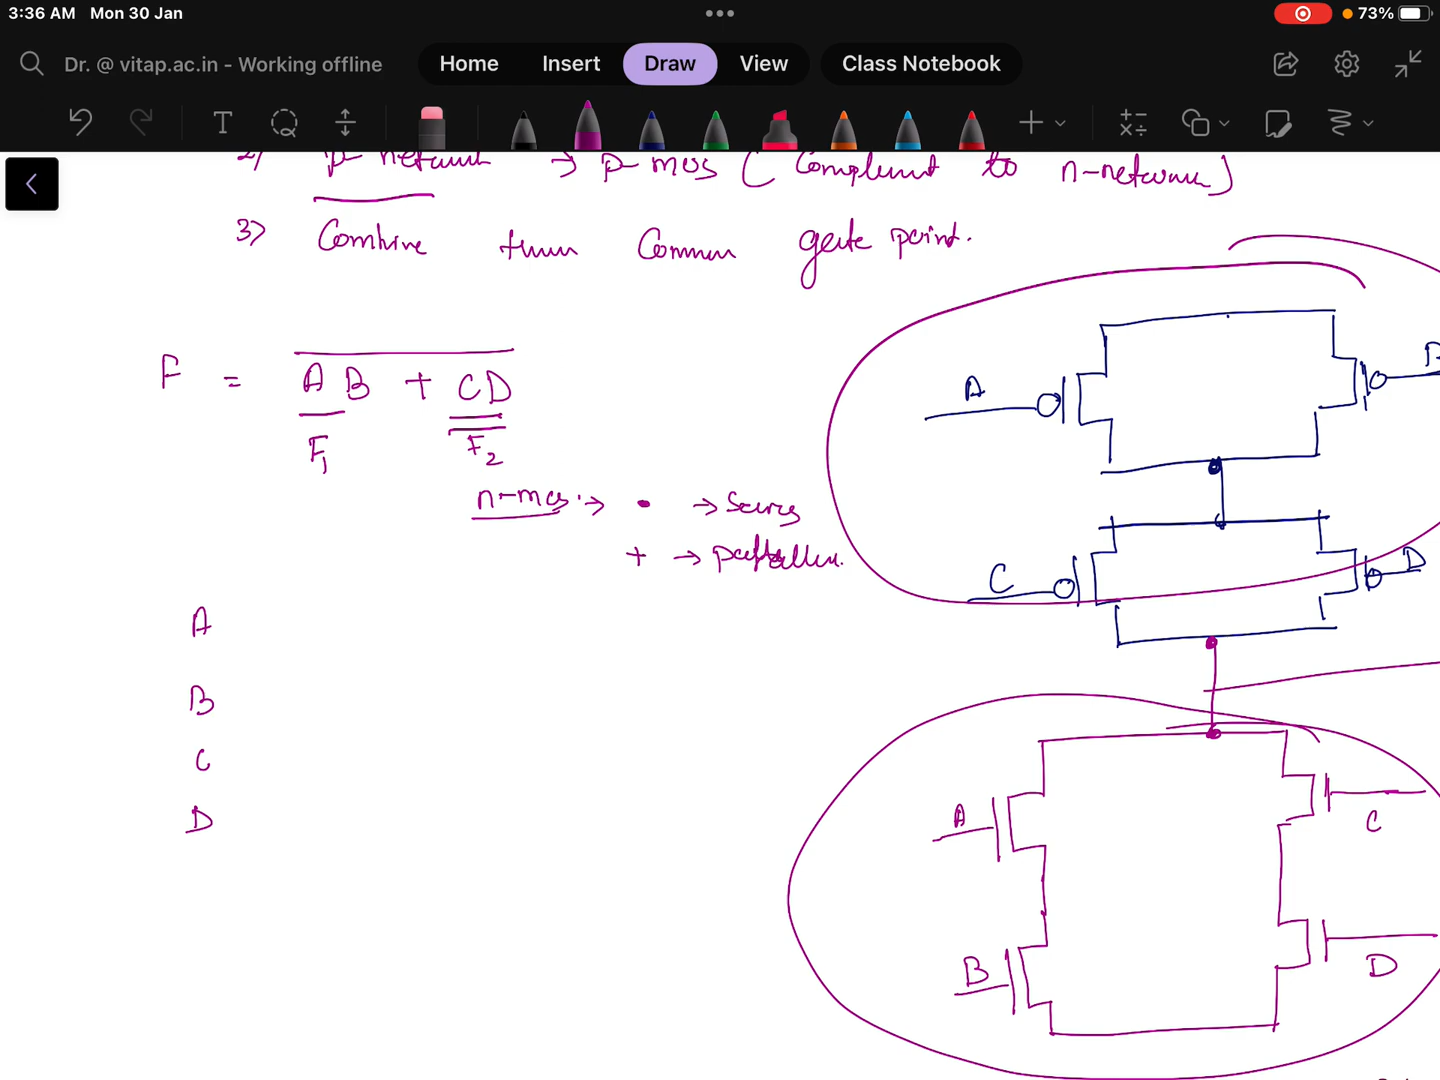 3:36 AM Mon 30 Jan
73%
Dr. @ vitap.ac.in - Working offline
Home Insert Draw View Class Notebook
2) p-network → p-mos ( Complement to n-network)
3) Combine them Common gate point.
F = A B + CD
F1 F2
n-mos → • → Series
+ → parallel.
A
B
C
D
A
B
C
D
A
C
B
D